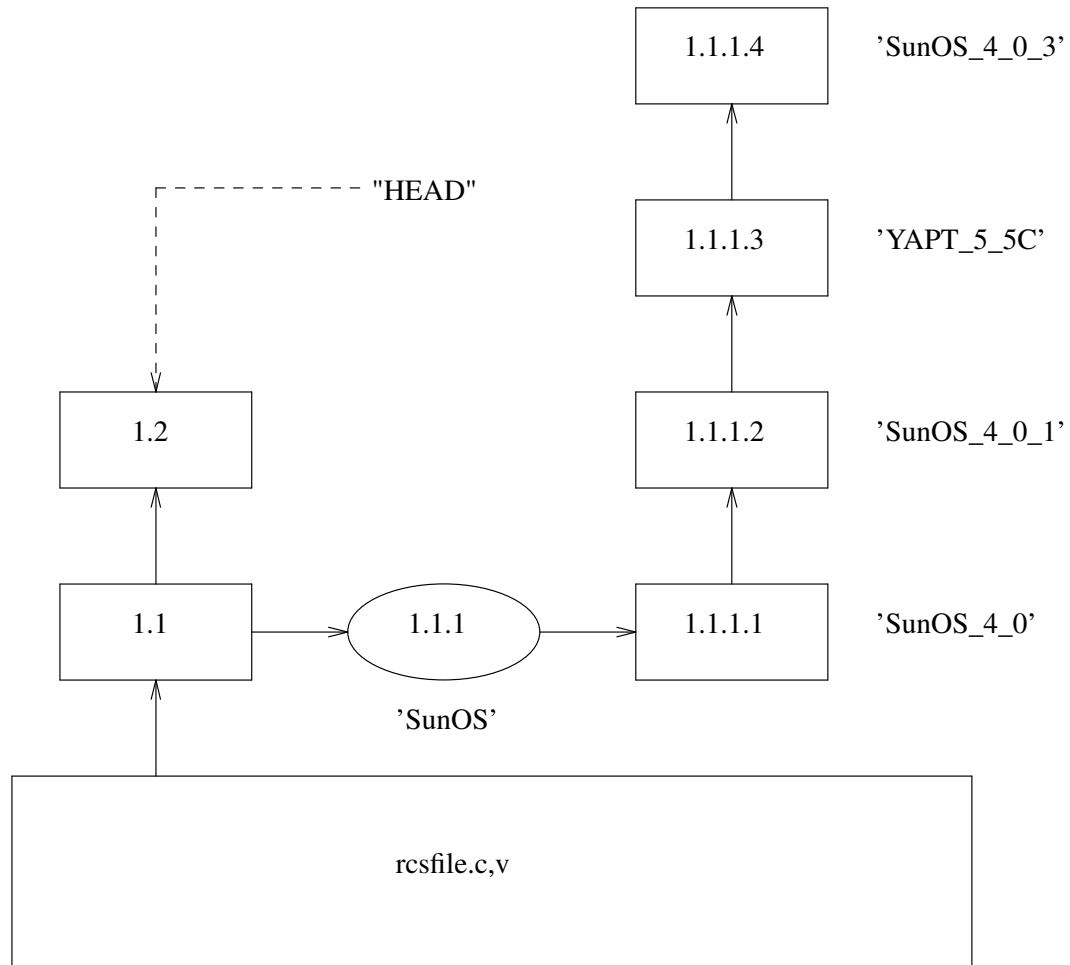 1.1.1.4 ’SunOS_4_0_3’
"HEAD" 1.1.1.3 ’YAPT_5_5C’
1.2 1.1.1.2 ’SunOS_4_0_1’
1.1 1.1.1 1.1.1.1 ’SunOS_4_0’
’SunOS’
rcsfile.c,v